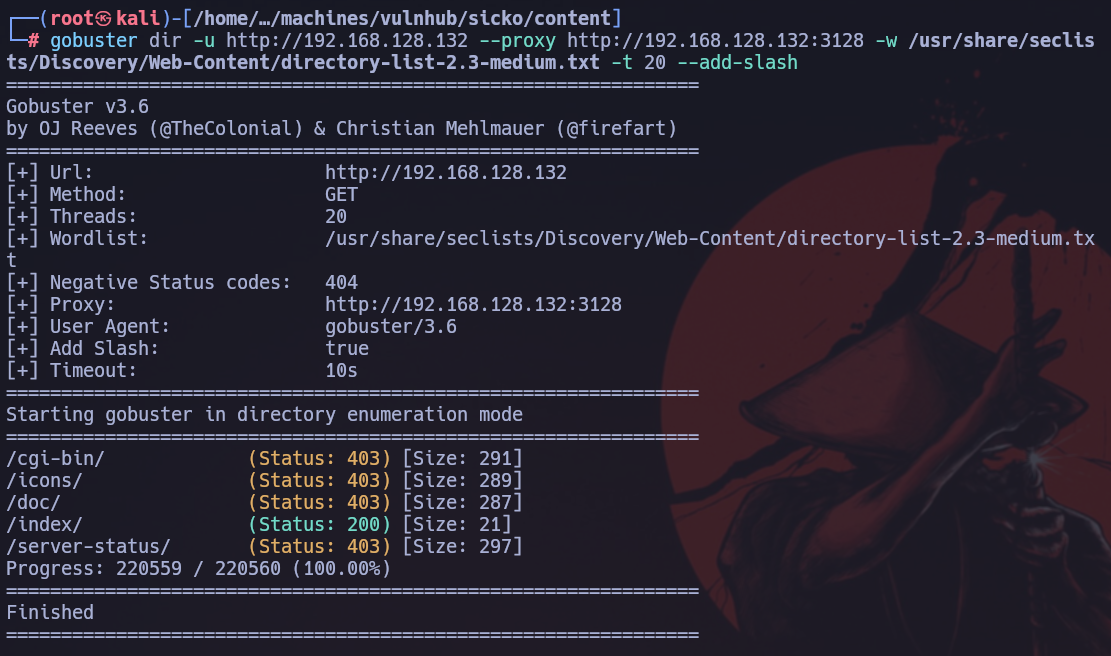 ┌──(root㉿kali)-[/home/…/machines/vulnhub/sicko/content]
└─# gobuster dir -u http://192.168.128.132 --proxy http://192.168.128.132:3128 -w /usr/share/seclis
ts/Discovery/Web-Content/directory-list-2.3-medium.txt -t 20 --add-slash
===============================================================
Gobuster v3.6
by OJ Reeves (@TheColonial) & Christian Mehlmauer (@firefart)
===============================================================
[+] Url:                     http://192.168.128.132
[+] Method:                  GET
[+] Threads:                 20
[+] Wordlist:                /usr/share/seclists/Discovery/Web-Content/directory-list-2.3-medium.tx
t
[+] Negative Status codes:   404
[+] Proxy:                   http://192.168.128.132:3128
[+] User Agent:              gobuster/3.6
[+] Add Slash:               true
[+] Timeout:                 10s
===============================================================
Starting gobuster in directory enumeration mode
===============================================================
/cgi-bin/             (Status: 403) [Size: 291]
/icons/               (Status: 403) [Size: 289]
/doc/                 (Status: 403) [Size: 287]
/index/               (Status: 200) [Size: 21]
/server-status/       (Status: 403) [Size: 297]
Progress: 220559 / 220560 (100.00%)
===============================================================
Finished
===============================================================